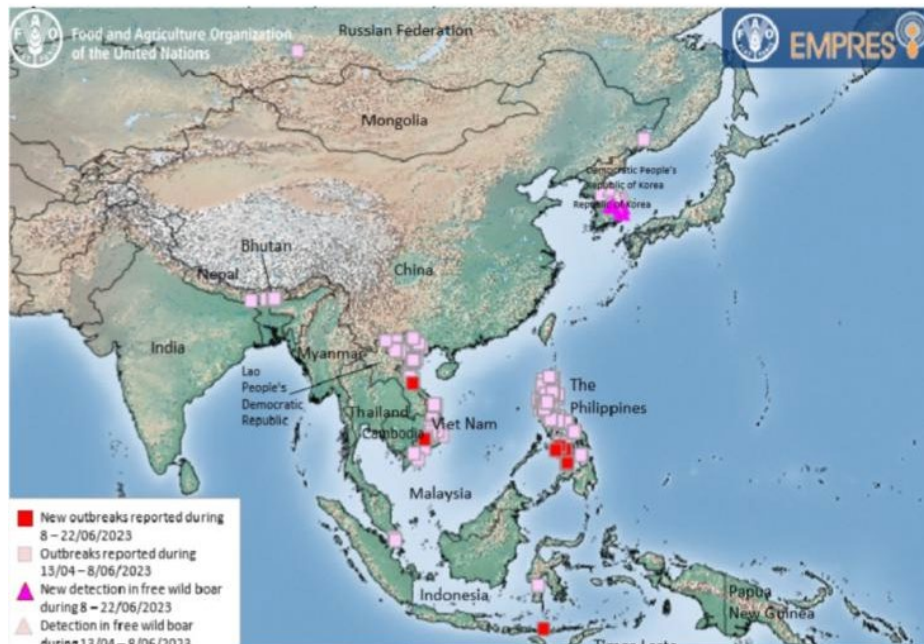 FAO
Food and Agriculture Organization
of the United Nations
Russian Federation
FAO
EMPRES
Mongolia
Democratic People's
Republic of Korea
Republic of Korea
Bhutan
Nepal
China
India
Myanmar
Lao
People's
Democratic
Republic
Thailand
Viet Nam
Cambodia
The
Philippines
Malaysia
Indonesia
Papua
New Guinea
New outbreaks reported during
8 – 22/06/2023
Outbreaks reported during
13/04 – 8/06/2023
New detection in free wild boar
during 8 – 22/06/2023
Detection in free wild boar
during 13/04 – 8/06/2023